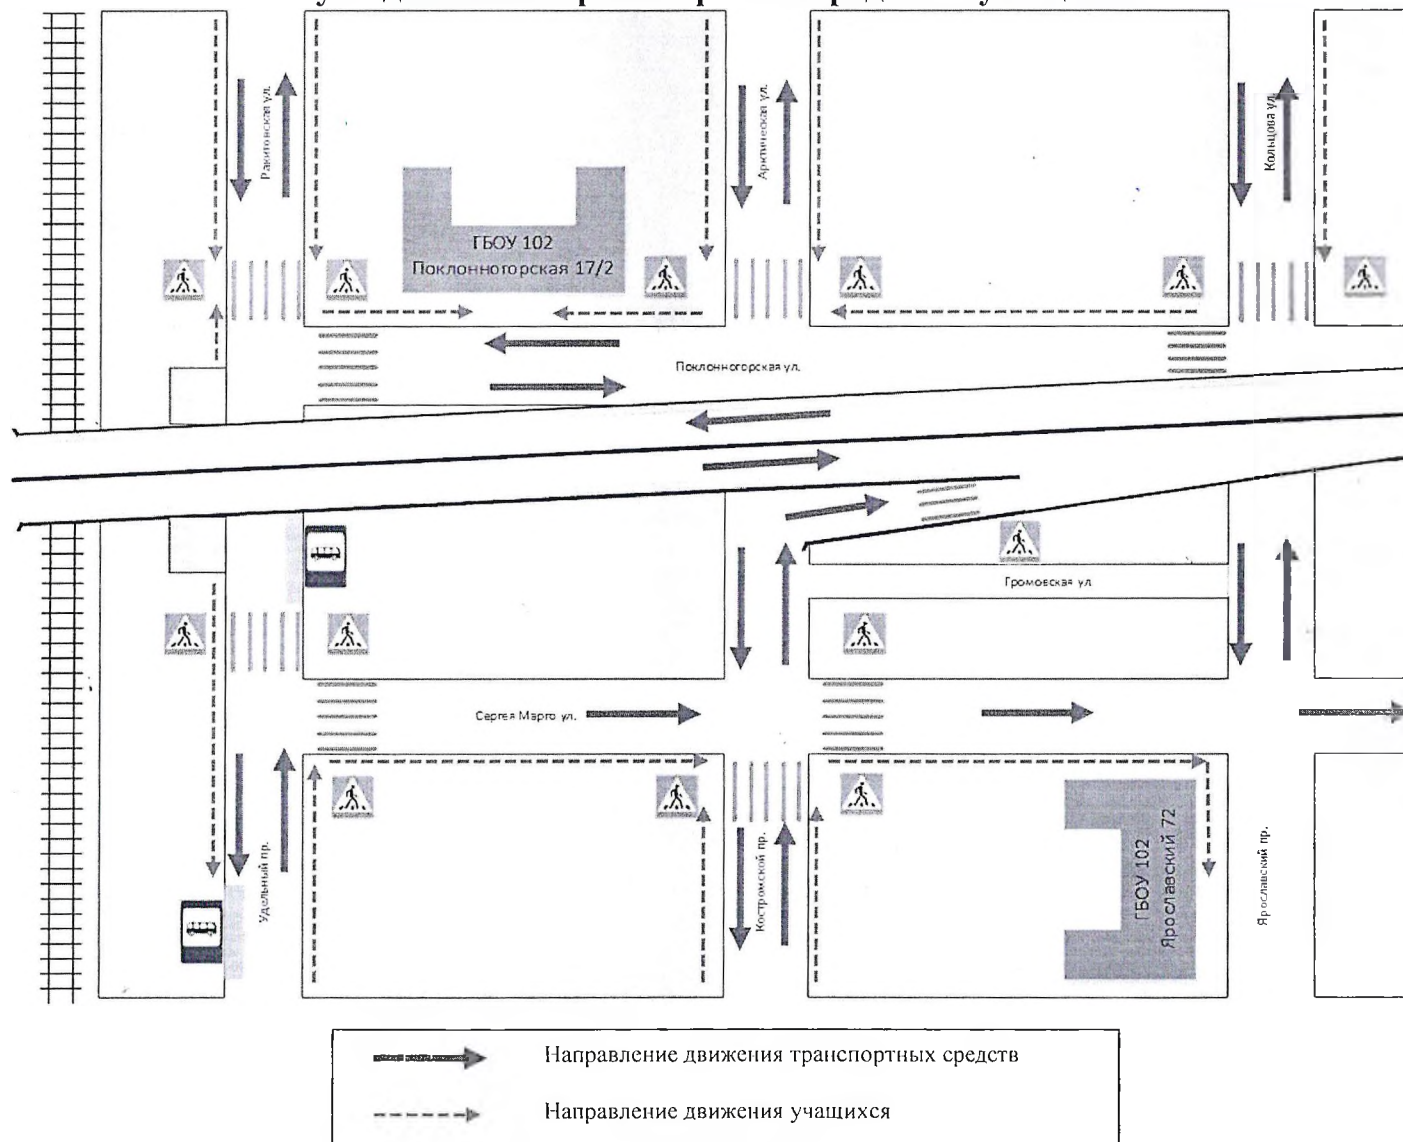 Ракитовская ул.
Арктическая ул.
Кольцова ул.
ГБОУ 102
Поклонногорская 17/2
Поклонногорская ул.
Громовская ул.
Сергея Марго ул.
Удельный пр.
Костромской пр.
ГБОУ 102
Ярославский 72
Ярославский пр.
Направление движения транспортных средств
Направление движения учащихся